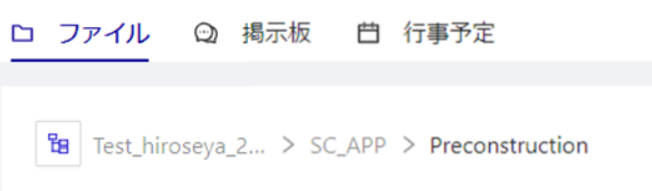 ファイル 掲示板 行事予定
Test_hiroseya_2... > SC_APP > Preconstruction